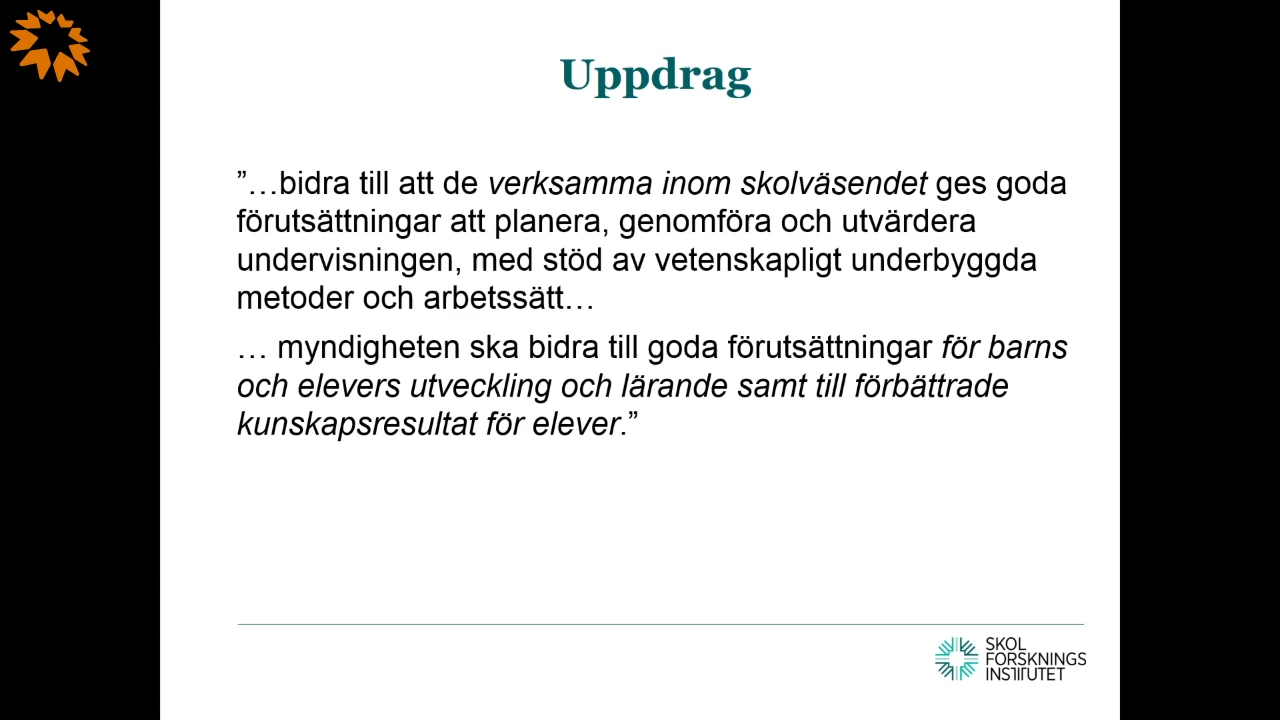 Uppdrag
”…bidra till att de verksamma inom skolväsendet ges goda
förutsättningar att planera, genomföra och utvärdera
undervisningen, med stöd av vetenskapligt underbyggda
metoder och arbetssätt…
… myndigheten ska bidra till goda förutsättningar för barns
och elevers utveckling och lärande samt till förbättrade
kunskapsresultat för elever.”
SKOL
FORSKNINGS
INSTITUTET